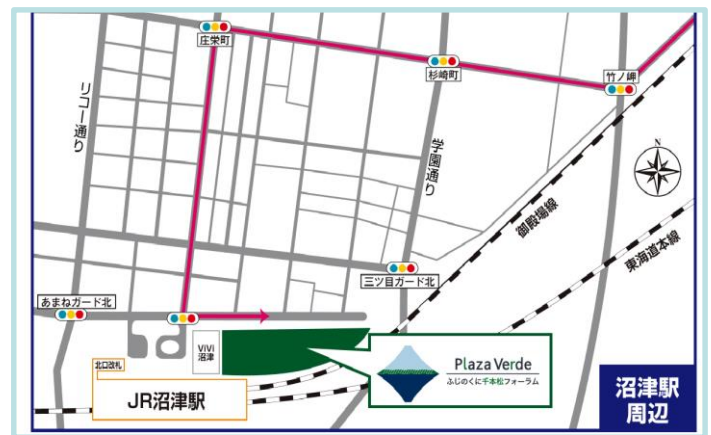 庄栄町
杉崎町
竹ノ岬
リコー通り
学園通り
N
御殿場線
東海道本線
三ツ目ガード北
あまねガード北
ViVi
沼津
北口改札
JR沼津駅
Plaza Verde
ふじのくに千本松フォーラム
沼津駅
周辺